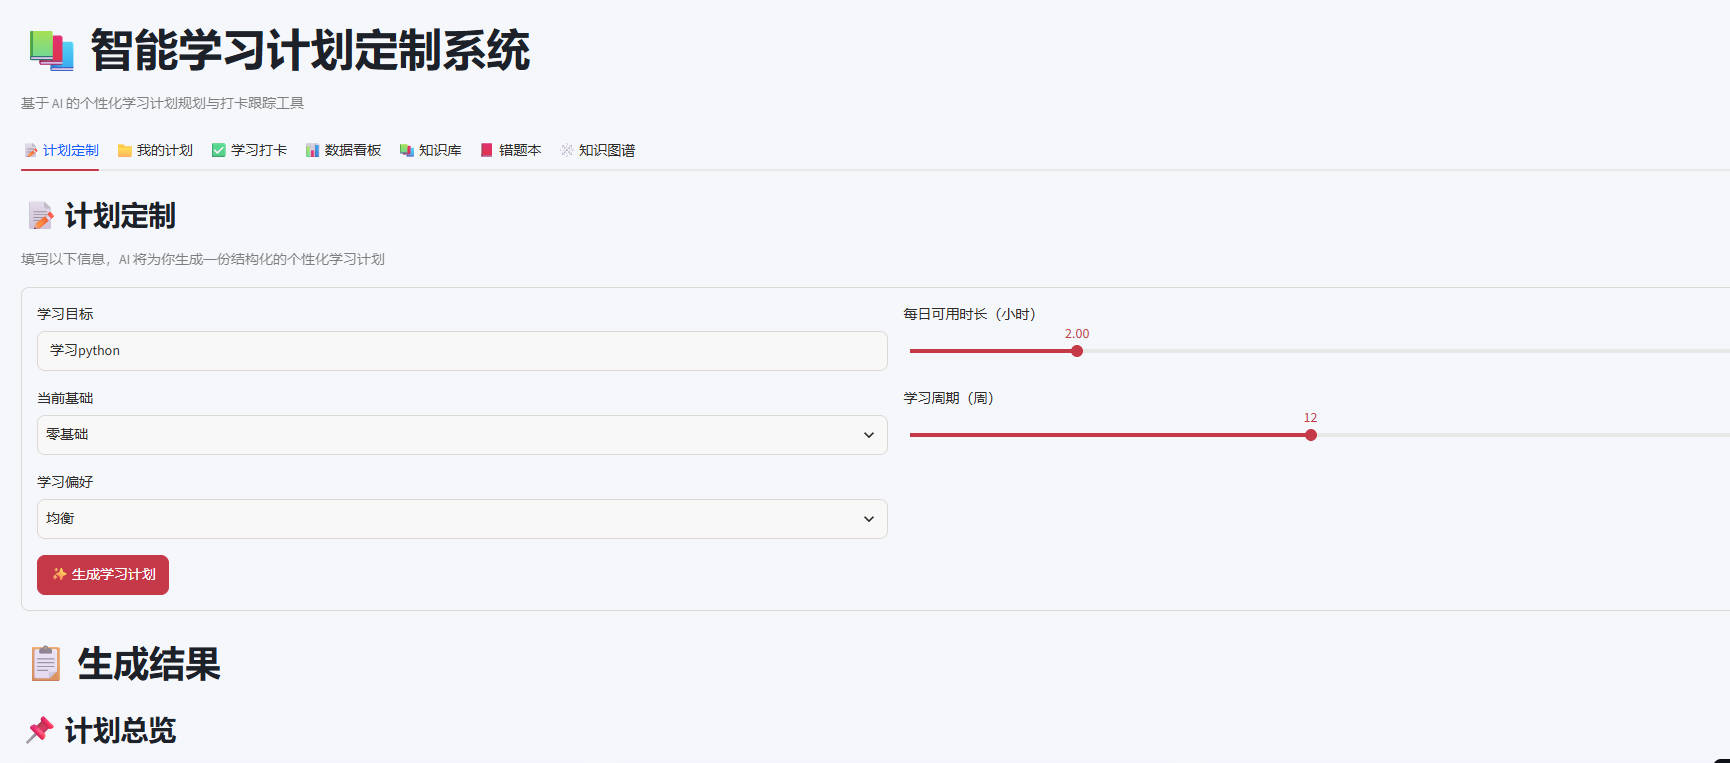 智能学习计划定制系统
基于 AI 的个性化学习计划规划与打卡跟踪工具
计划定制 我的计划 学习打卡 数据看板 知识库 错题本 知识图谱
计划定制
填写以下信息，AI 将为你生成一份结构化的个性化学习计划
学习目标
学习python
当前基础
零基础
学习偏好
均衡
每日可用时长（小时）
2.00
学习周期（周）
12
生成学习计划
生成结果
计划总览